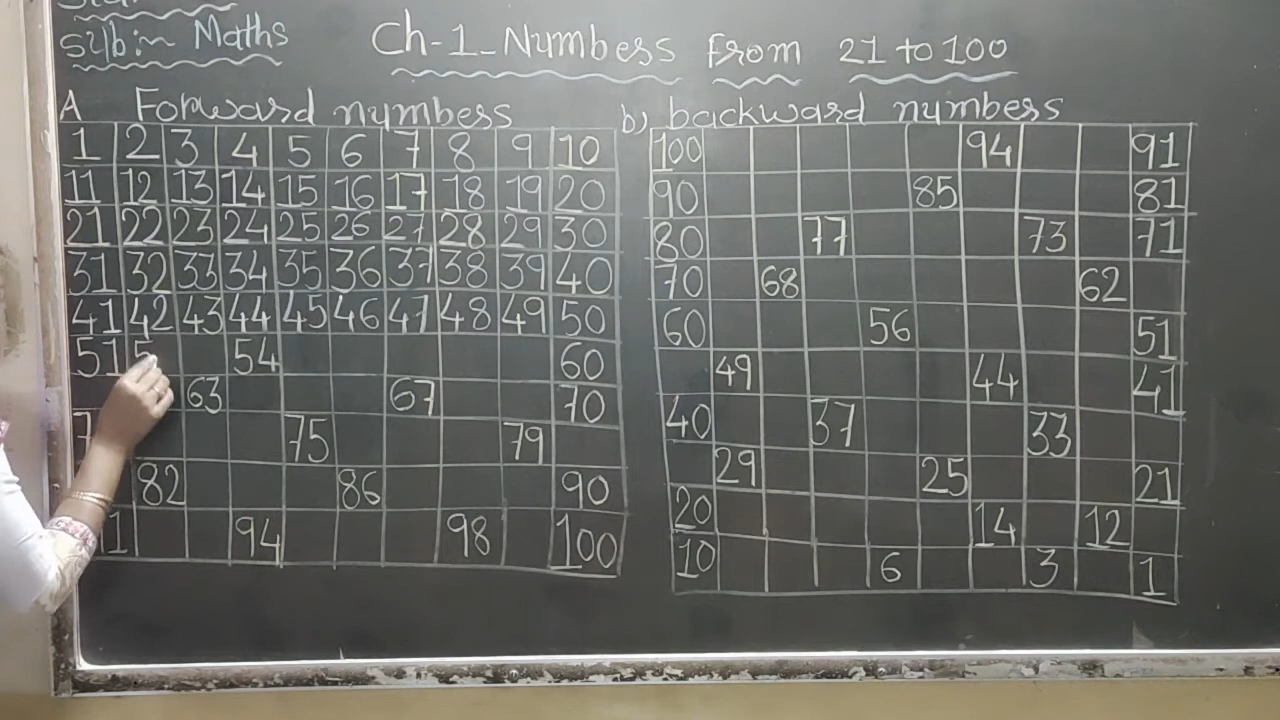 Sub:- Maths Ch-1_Numbers from 21 to 100
A Forward numbers
1 2 3 4 5 6 7 8 9 10
11 12 13 14 15 16 17 18 19 20
21 22 23 24 25 26 27 28 29 30
31 32 33 34 35 36 37 38 39 40
41 42 43 44 45 46 47 48 49 50
51 5 54 60
63 67 70
7 75 79
82 86 90
1 94 98 100
b) backward numbers
100 94 91
90 85 81
80 77 73 71
70 68 62
60 56 51
49 44 41
40 37 33
29 25 21
20 14 12
10 6 3 1